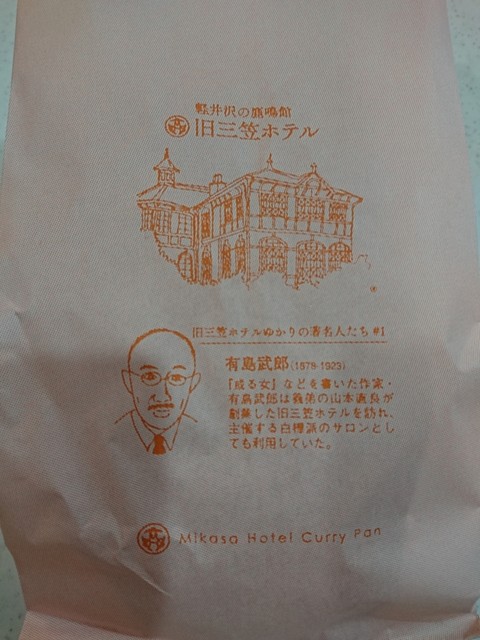 軽井沢の鹿鳴館
旧三笠ホテル
旧三笠ホテルゆかりの著名人たち #1
有島武郎(1878-1923)
『或る女』などを書いた作家・
有島武郎は義弟の山本直良が
創業した旧三笠ホテルを訪れ、
主催する白樺派のサロンとし
ても利用していた。
Mikasa Hotel Curry Pan